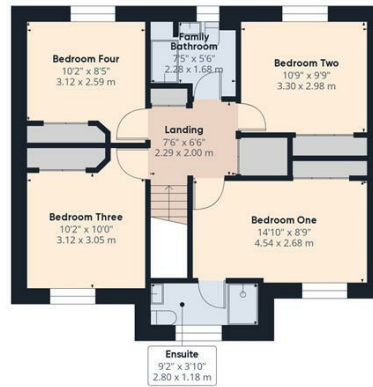 Bedroom Four
10'2" x 8'5"
3.12 x 2.59 m
Family
Bathroom
7'5" x 5'6"
2.28 x 1.68 m
Bedroom Two
10'9" x 9'9"
3.30 x 2.98 m
Landing
7'6" x 6'6"
2.29 x 2.00 m
Bedroom Three
10'2" x 10'0"
3.12 x 3.05 m
Bedroom One
14'10" x 8'9"
4.54 x 2.68 m
Ensuite
9'2" x 3'10"
2.80 x 1.18 m